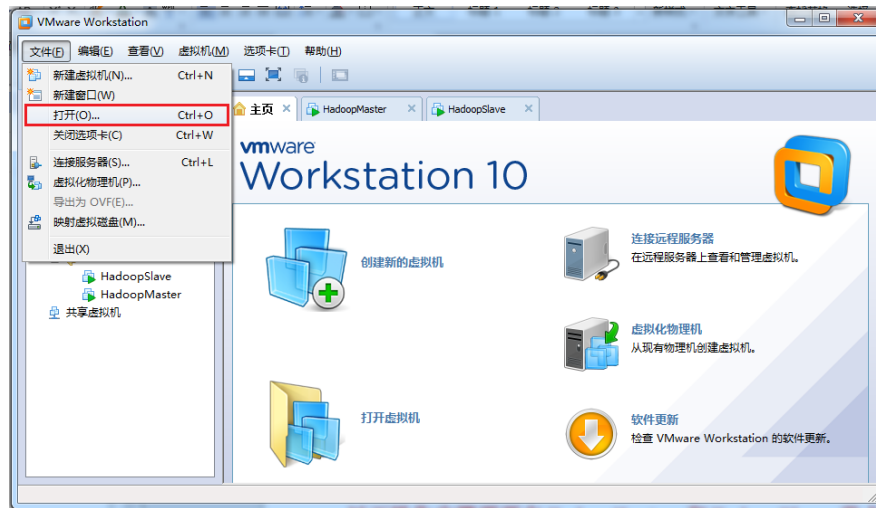 VMware Workstation
文件(F) 编辑(E) 查看(V) 虚拟机(M) 选项卡(T) 帮助(H)
新建虚拟机(N)... Ctrl+N
新建窗口(W)
打开(O)... Ctrl+O
关闭选项卡(C) Ctrl+W
连接服务器(S)... Ctrl+L
虚拟化物理机(P)...
导出为 OVF(E)...
映射虚拟磁盘(M)...
退出(X)
HadoopSlave
HadoopMaster
共享虚拟机
主页 HadoopMaster HadoopSlave
vmware
Workstation 10
创建新的虚拟机
连接远程服务器
在远程服务器上查看和管理虚拟机。
虚拟化物理机
从现有物理机创建虚拟机。
打开虚拟机
软件更新
检查 VMware Workstation 的软件更新。